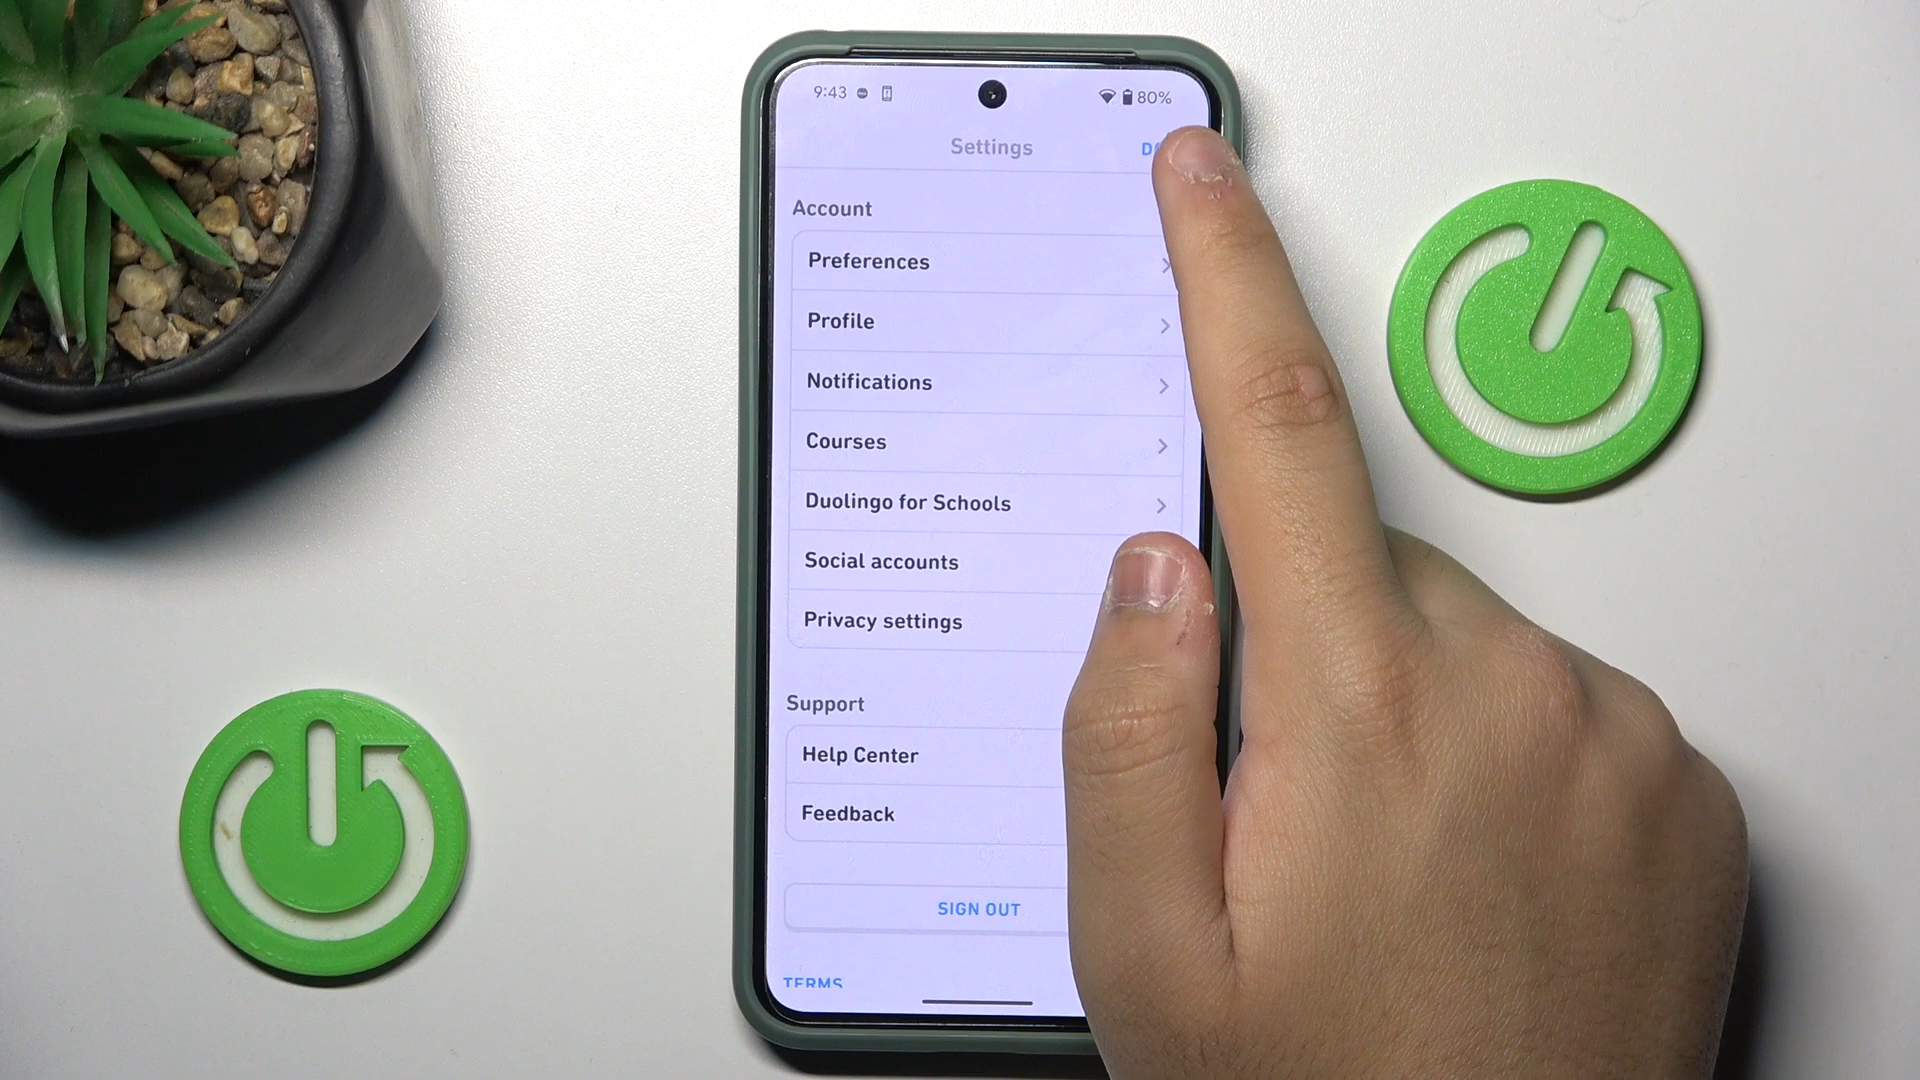 9:43
80%
Settings
Account
Preferences
Profile
Notifications
Courses
Duolingo for Schools
Social accounts
Privacy settings
Support
Help Center
Feedback
SIGN OUT
TERMS